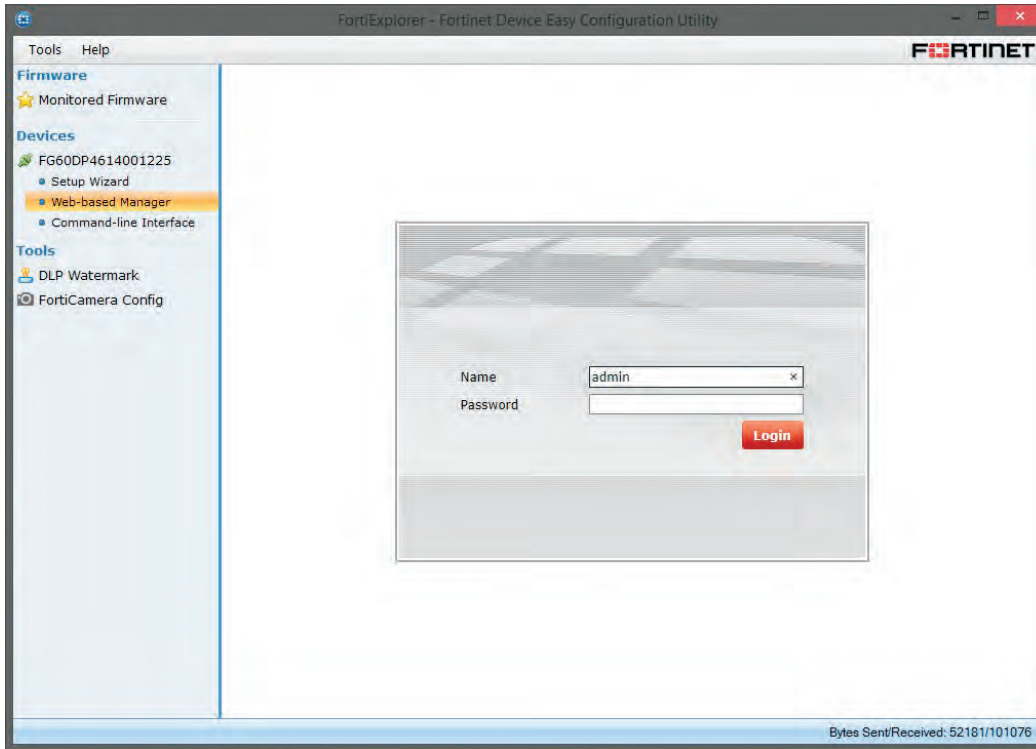 FortiExplorer - Fortinet Device Easy Configuration Utility
Tools Help
FORTINET
Firmware
Monitored Firmware
Devices
FG60DP4614001225
Setup Wizard
Web-based Manager
Command-line Interface
Tools
DLP Watermark
FortiCamera Config
Name admin
Password
Login
Bytes Sent/Received: 52181/101076